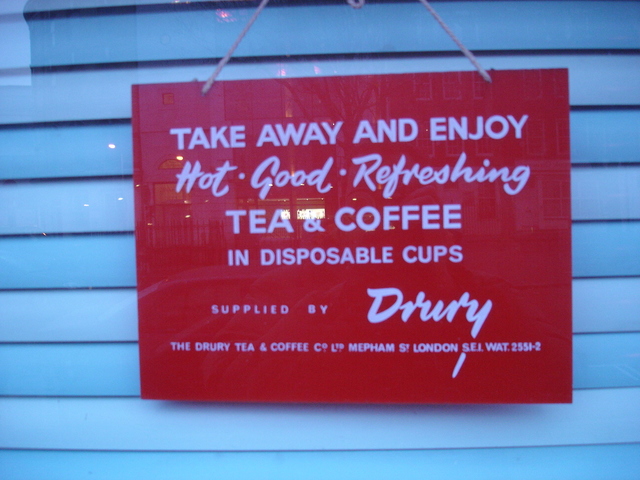 TAKE AWAY AND ENJOY
Hot · Good · Refreshing
TEA & COFFEE
IN DISPOSABLE CUPS
SUPPLIED BY Drury
THE DRURY TEA & COFFEE CO LTD MEPHAM ST LONDON S.E.1. WAT. 2551-2